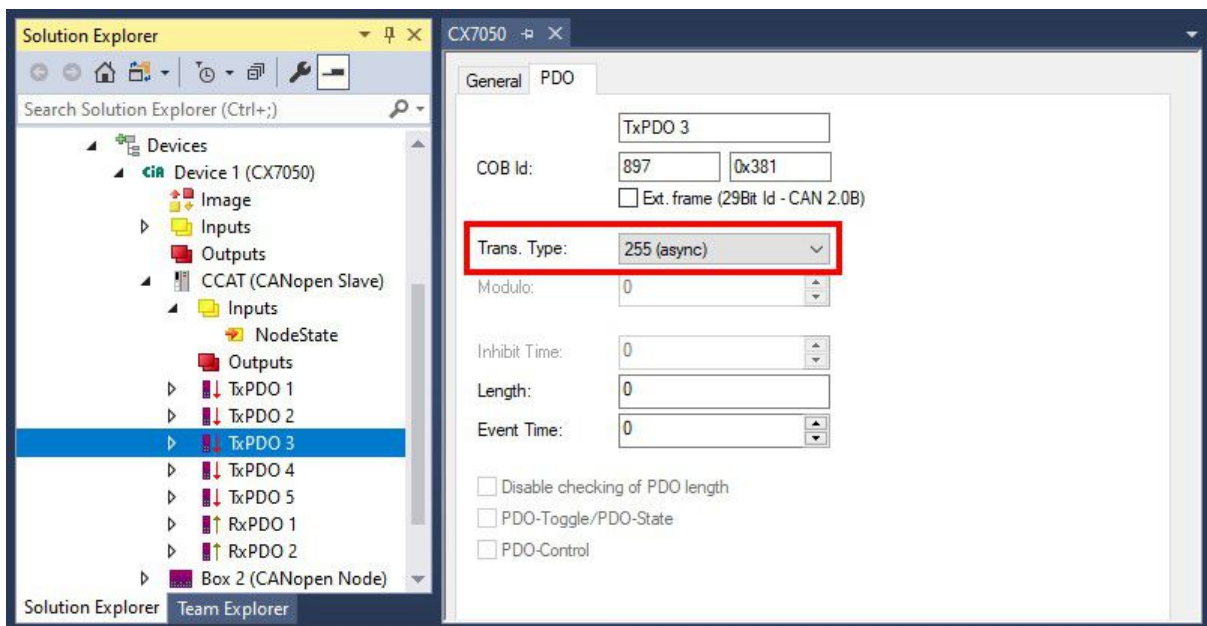 Solution Explorer
Search Solution Explorer (Ctrl+;)
Devices
CiA Device 1 (CX7050)
Image
Inputs
Outputs
CCAT (CANopen Slave)
Inputs
NodeState
Outputs
TxPDO 1
TxPDO 2
TxPDO 3
TxPDO 4
TxPDO 5
RxPDO 1
RxPDO 2
Box 2 (CANopen Node)
Solution Explorer Team Explorer
CX7050
General PDO
TxPDO 3
COB Id: 897 0x381
Ext. frame (29Bit Id - CAN 2.0B)
Trans. Type: 255 (async)
Modulo: 0
Inhibit Time: 0
Length: 0
Event Time: 0
Disable checking of PDO length
PDO-Toggle/PDO-State
PDO-Control